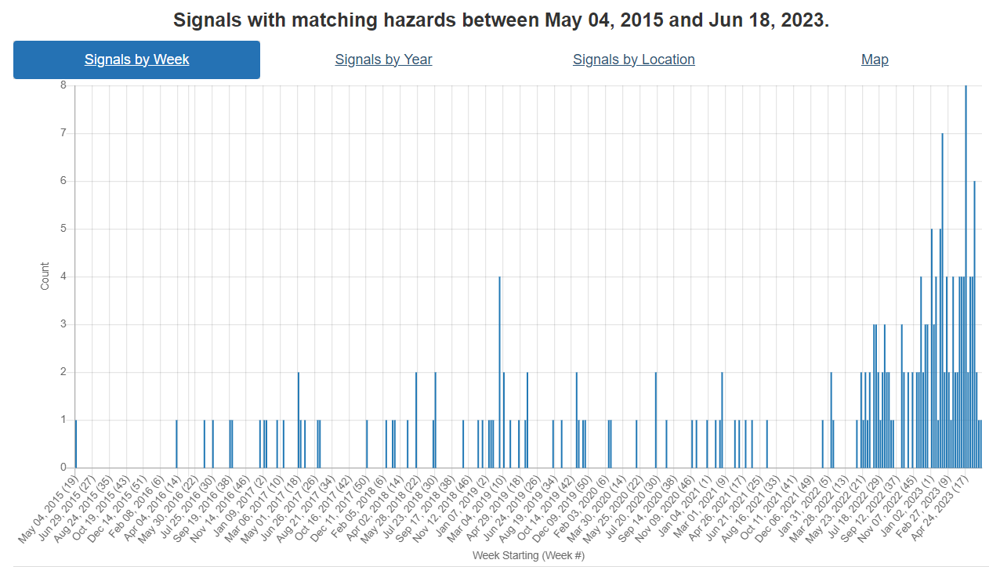 Signals with matching hazards between May 04, 2015 and Jun 18, 2023.
Signals by Week
Signals by Year
Signals by Location
Map
8
7
6
5
4
3
2
1
0
Count
May 04, 2015 (19)
Jun 29, 2015 (27)
Aug 24, 2015 (35)
Oct 19, 2015 (43)
Dec 14, 2015 (51)
Feb 08, 2016 (6)
Apr 04, 2016 (14)
May 30, 2016 (22)
Jul 25, 2016 (30)
Sep 19, 2016 (38)
Nov 14, 2016 (46)
Jan 09, 2017 (2)
Mar 06, 2017 (10)
May 01, 2017 (18)
Jun 26, 2017 (26)
Aug 21, 2017 (34)
Oct 16, 2017 (42)
Dec 11, 2017 (50)
Feb 05, 2018 (6)
Apr 02, 2018 (14)
May 28, 2018 (22)
Jul 23, 2018 (30)
Sep 17, 2018 (38)
Nov 12, 2018 (46)
Jan 07, 2019 (2)
Mar 04, 2019 (10)
Apr 29, 2019 (18)
Jun 24, 2019 (26)
Aug 19, 2019 (34)
Oct 14, 2019 (42)
Dec 09, 2019 (50)
Feb 03, 2020 (6)
Mar 30, 2020 (14)
May 25, 2020 (22)
Jul 20, 2020 (30)
Sep 14, 2020 (38)
Nov 09, 2020 (46)
Jan 04, 2021 (1)
Mar 01, 2021 (9)
Apr 26, 2021 (17)
Jun 21, 2021 (25)
Aug 16, 2021 (33)
Oct 11, 2021 (41)
Dec 06, 2021 (49)
Jan 31, 2022 (5)
Mar 28, 2022 (13)
May 23, 2022 (21)
Jul 18, 2022 (29)
Sep 12, 2022 (37)
Nov 07, 2022 (45)
Jan 02, 2023 (1)
Feb 27, 2023 (9)
Apr 24, 2023 (17)
Week Starting (Week #)